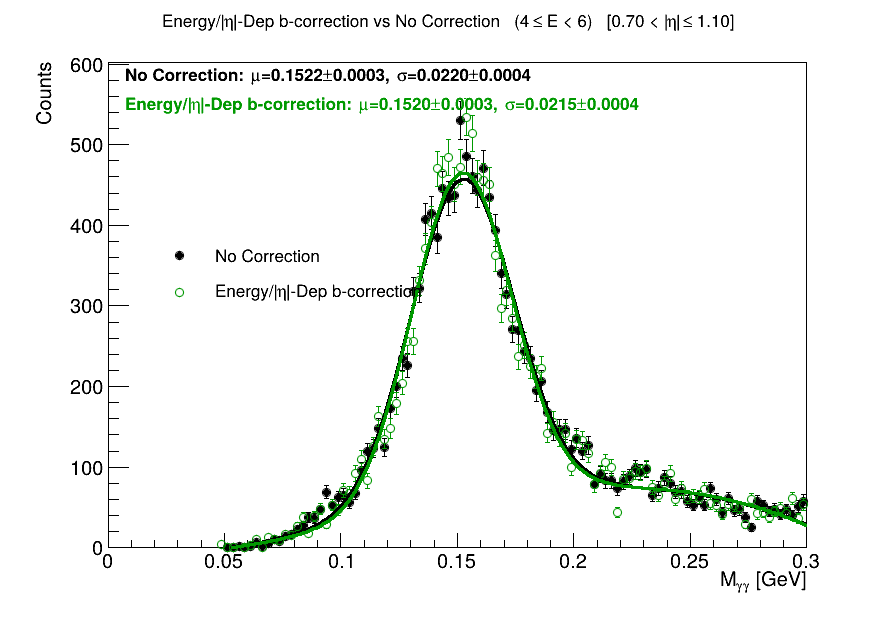 Energy/|η|-Dep b-correction vs No Correction (4 ≤ E < 6) [0.70 < |η| ≤ 1.10]
Counts
600
500
400
300
200
100
0
No Correction: μ=0.1522±0.0003, σ=0.0220±0.0004
Energy/|η|-Dep b-correction: μ=0.1520±0.0003, σ=0.0215±0.0004
No Correction
Energy/|η|-Dep b-correction
0 0.05 0.1 0.15 0.2 0.25 0.3
Mγγ [GeV]